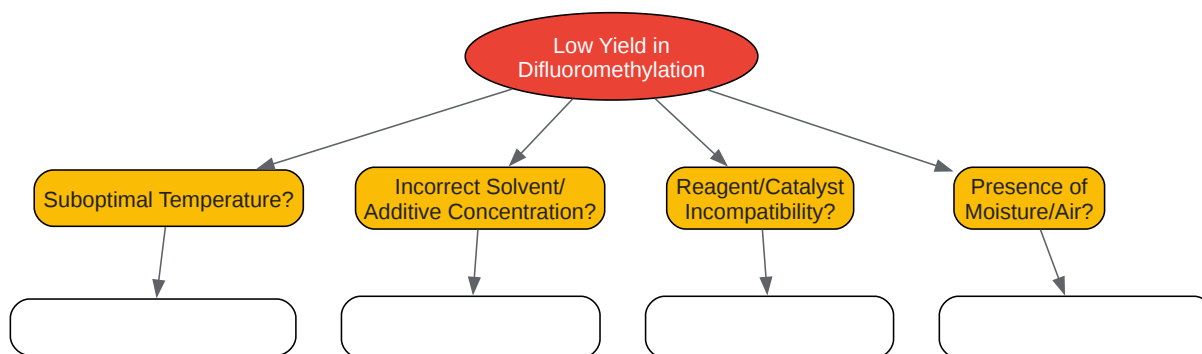 Low Yield in
Difluoromethylation
Suboptimal Temperature?
Incorrect Solvent/
Additive Concentration?
Reagent/Catalyst
Incompatibility?
Presence of
Moisture/Air?